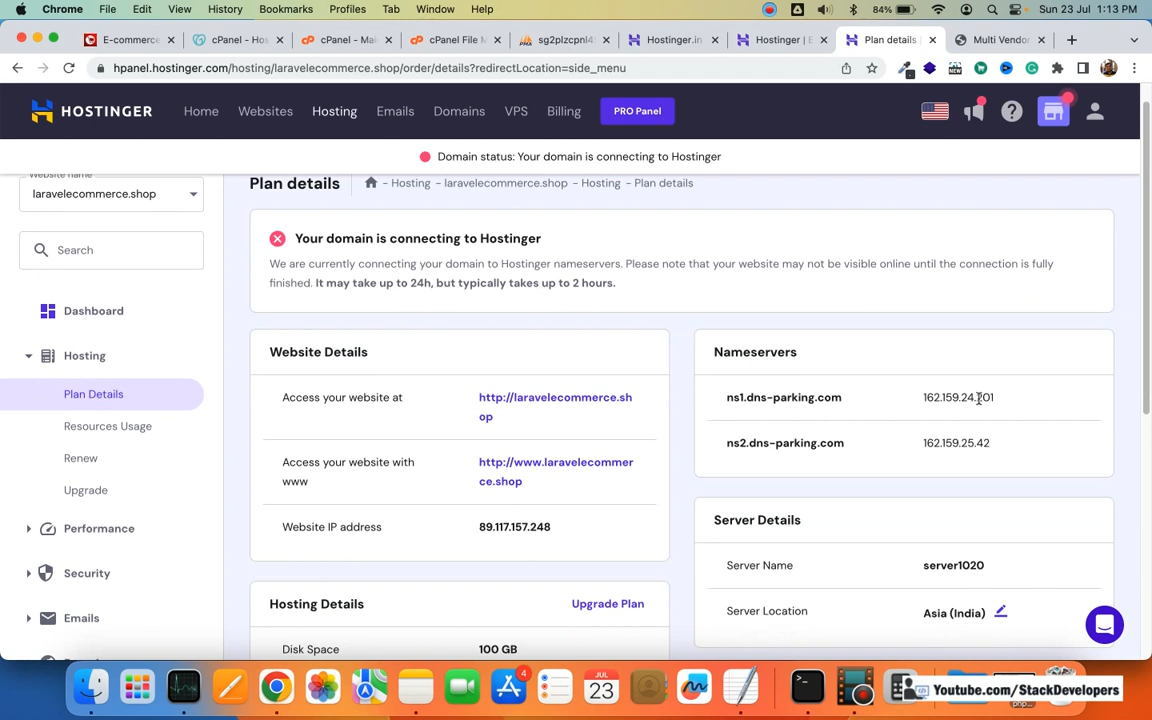 Chrome File Edit View History Bookmarks Profiles Tab Window Help 84% Sun 23 Jul 1:13 PM
E-commerce cPanel - Hos cPanel - Mai cPanel File M sg2plzcpnl4 Hostinger.in Hostinger | E Plan details Multi Vendor
hpanel.hostinger.com/hosting/laravelecommerce.shop/order/details?redirectLocation=side_menu
HOSTINGER Home Websites Hosting Emails Domains VPS Billing PRO Panel
Domain status: Your domain is connecting to Hostinger
Website name
laravelecommerce.shop
Search
Dashboard
Hosting
Plan Details
Resources Usage
Renew
Upgrade
Performance
Security
Emails
Plan details - Hosting - laravelecommerce.shop - Hosting - Plan details
Your domain is connecting to Hostinger
We are currently connecting your domain to Hostinger nameservers. Please note that your website may not be visible online until the connection is fully
finished. It may take up to 24h, but typically takes up to 2 hours.
Website Details
Access your website at http://laravelecommerce.sh
op
Access your website with http://www.laravelecommer
www ce.shop
Website IP address 89.117.157.248
Hosting Details Upgrade Plan
Disk Space 100 GB
Nameservers
ns1.dns-parking.com 162.159.24.201
ns2.dns-parking.com 162.159.25.42
Server Details
Server Name server1020
Server Location Asia (India)
4
JUL
23
Youtube.com/StackDevelopers